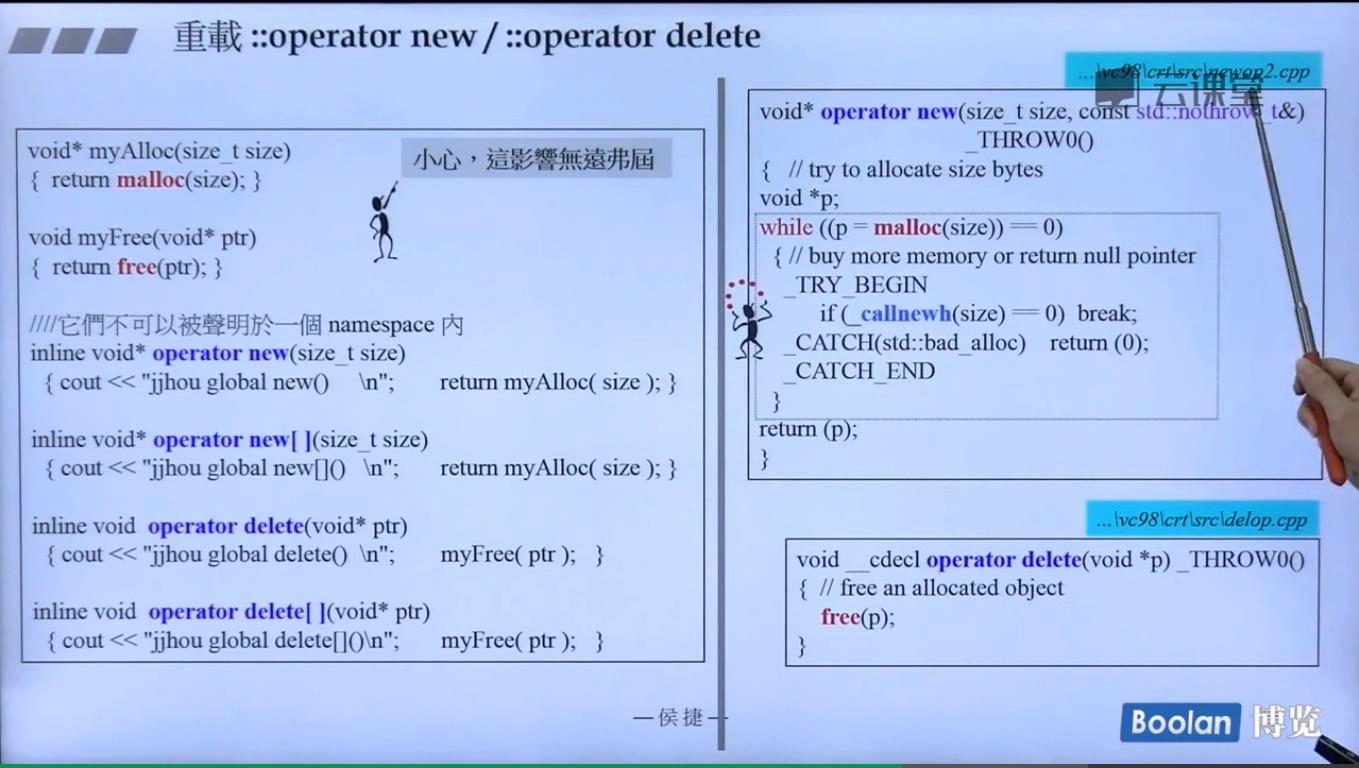 重載 ::operator new / ::operator delete
void* myAlloc(size_t size)
{ return malloc(size); }
小心，這影響無遠弗屆
void myFree(void* ptr)
{ return free(ptr); }
////它們不可以被聲明於一個 namespace 內
inline void* operator new(size_t size)
{ cout << "jjhou global new() \n"; return myAlloc( size ); }
inline void* operator new[ ](size_t size)
{ cout << "jjhou global new[]() \n"; return myAlloc( size ); }
inline void operator delete(void* ptr)
{ cout << "jjhou global delete() \n"; myFree( ptr ); }
inline void operator delete[ ](void* ptr)
{ cout << "jjhou global delete[]()\n"; myFree( ptr ); }
...\vc98\crt\src\newop2.cpp
云课堂
void* operator new(size_t size, const std::nothrow_t&)
_THROW0()
{ // try to allocate size bytes
void *p;
while ((p = malloc(size)) == 0)
{ // buy more memory or return null pointer
_TRY_BEGIN
if (_callnewh(size) == 0) break;
_CATCH(std::bad_alloc) return (0);
_CATCH_END
}
return (p);
}
...\vc98\crt\src\delop.cpp
void __cdecl operator delete(void *p) _THROW0()
{ // free an allocated object
free(p);
}
—侯捷—
Boolan 博览